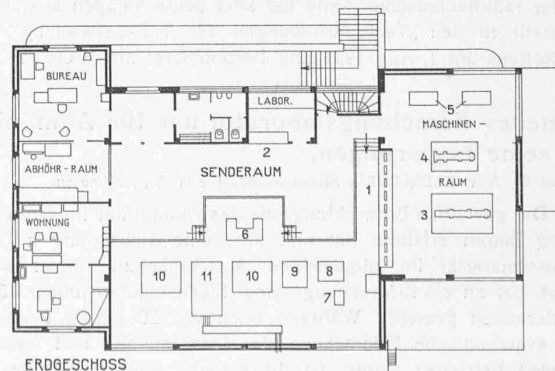 BUREAU
LABOR.
5
MASCHINEN
2
4
ABHÖHR-RAUM
SENDERAUM
1
RAUM
3
WOHNUNG
6
10
11
10
9
8
7
ERDGESCHOSS